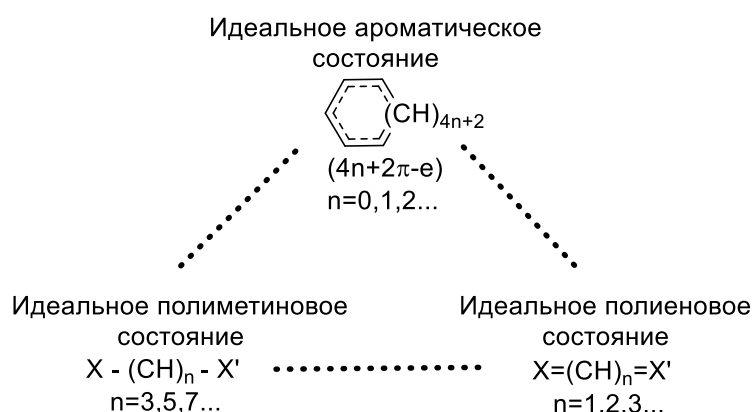 Идеальное ароматическое
состояние
(CH)4n+2
(4n+2π-e)
n=0,1,2...
Идеальное полиметиновое
состояние
X - (CH)n - X'
n=3,5,7...
Идеальное полиеновое
состояние
X=(CH)n=X'
n=1,2,3...